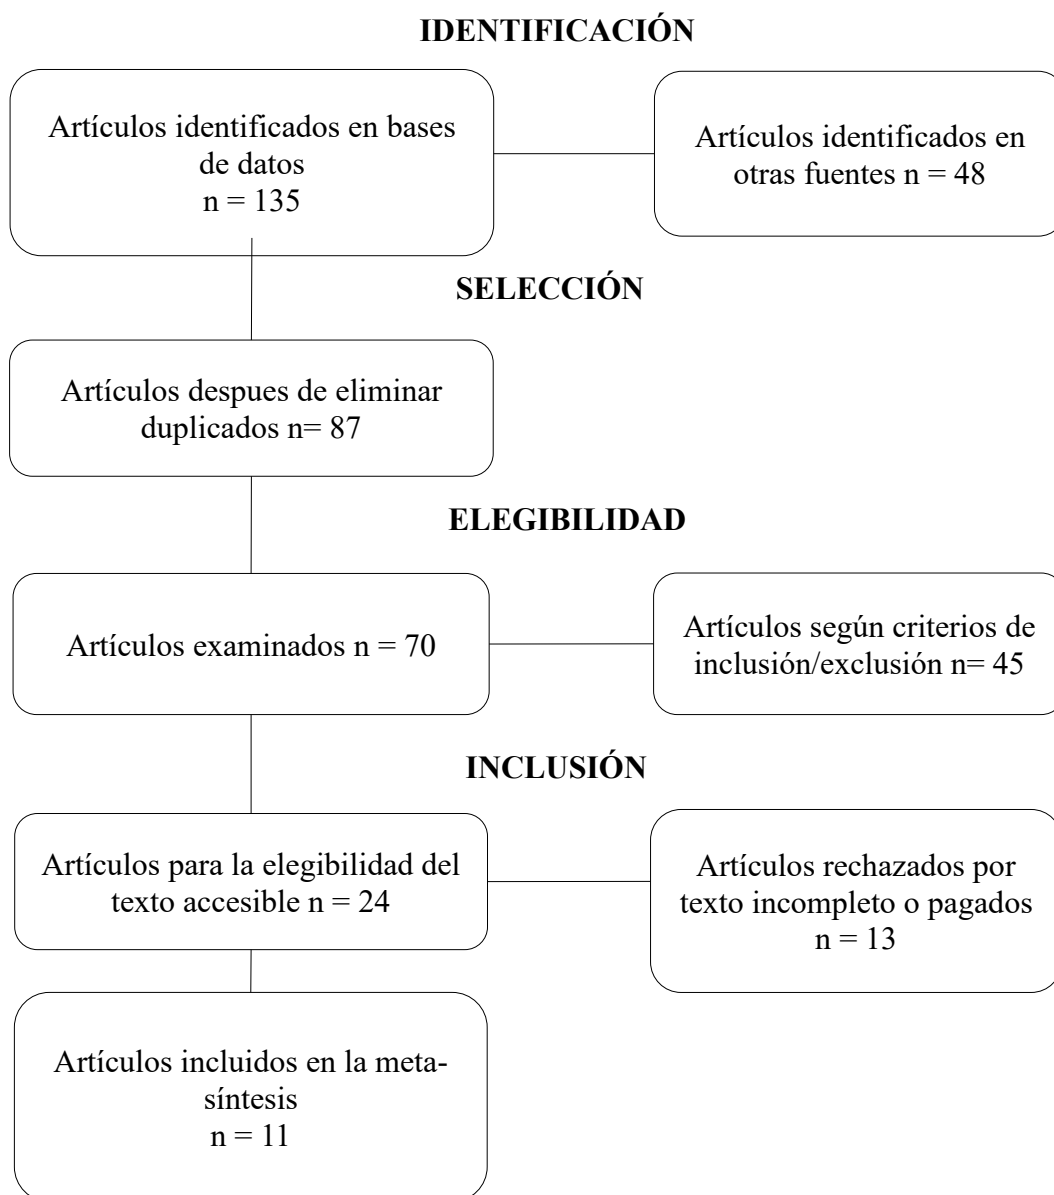 IDENTIFICACIÓN
Artículos identificados en bases
de datos
n = 135
Artículos identificados en
otras fuentes n = 48
SELECCIÓN
Artículos despues de eliminar
duplicados n= 87
ELEGIBILIDAD
Artículos examinados n = 70
Artículos según criterios de
inclusión/exclusión n= 45
INCLUSIÓN
Artículos para la elegibilidad del
texto accesible n = 24
Artículos rechazados por
texto incompleto o pagados
n = 13
Artículos incluidos en la meta-
síntesis
n = 11